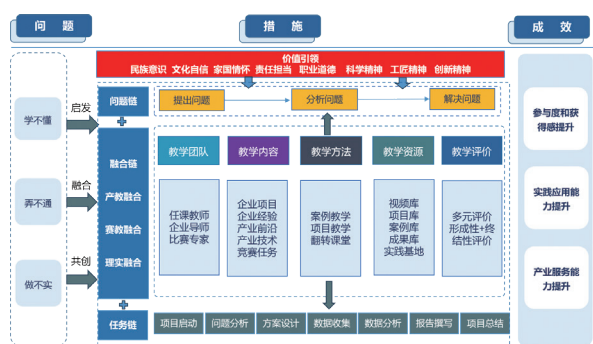 问 题
措 施
成 效
价值引领
民族意识 文化自信 家国情怀 责任担当 职业道德 科学精神 工匠精神 创新精神
学不懂
启发
弄不通
融合
做不实
共创
问题链
+
融合链
产教融合
赛教融合
理实融合
+
任务链
提出问题
分析问题
解决问题
教学团队
教学内容
教学方法
教学资源
教学评价
任课教师
企业导师
比赛专家
企业项目
企业经验
产业前沿
产业技术
竞赛任务
案例教学
项目教学
翻转课堂
视频库
项目库
案例库
成果库
实践基地
多元评价
形成性+终
结性评价
项目启动
问题分析
方案设计
数据收集
数据分析
报告撰写
项目总结
参与度和获
得感提升
实践应用能
力提升
产业服务能
力提升